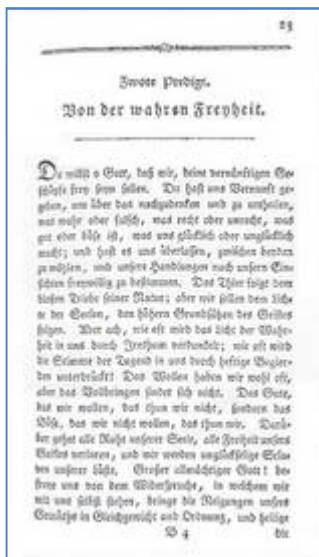 23
Zwote Predigt.
Von der wahren Freyheit.
Du willst o Gott, daß wir, deine vernünftigen Ge-
schöpfe frey seyn sollen. Du hast uns Vernunft ge-
geben, um über das nachzudenken und zu urtheilen,
was wahr oder falsch, was recht oder unrecht, was
gut oder böse ist, was uns glücklich oder unglücklich
macht; und hast es uns überlassen, zwischen beyden
zu wählen, und unsere Handlungen nach unsern Ein-
sichten freywillig zu bestimmen. Das Thier folgt dem
bloßen Triebe seiner Natur; aber wir sollen dem Lich-
te der Seelen, den höhern Grundsätzen des Geistes
folgen. Aber ach, wie oft wird das Licht der Wahr-
heit in uns durch Irrthum verdunkelt; wie oft wird
die Stimme der Tugend in uns durch heftige Begier-
den unterdrückt! Das Wollen haben wir wohl oft,
aber das Vollbringen findet sich nicht. Das Gute,
das wir wollen, das thun wir nicht, sondern das
Böse, das wir nicht wollen, das thun wir. Darü-
ber gehet alle Ruhe unserer Seele, alle Freiheit unsers
Geistes verloren, und wir werden unglückselige Scla-
ven unserer Lüste. Großer allmächtiger Gott! be-
freye uns von dem Widerspruche, in welchem wir
mit uns selbst stehen, bringe die Neigungen unsers
Gemüths in Gleichgewicht und Ordnung, und heilige
B 4 die